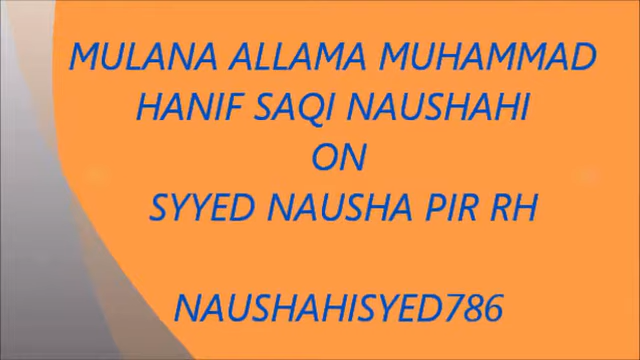 MULANA ALLAMA MUHAMMAD
HANIF SAQI NAUSHAHI
ON
SYYED NAUSHA PIR RH
NAUSHAHISYED786